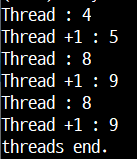 Thread : 4
Thread +1 : 5
Thread : 8
Thread +1 : 9
Thread : 8
Thread +1 : 9
threads end.